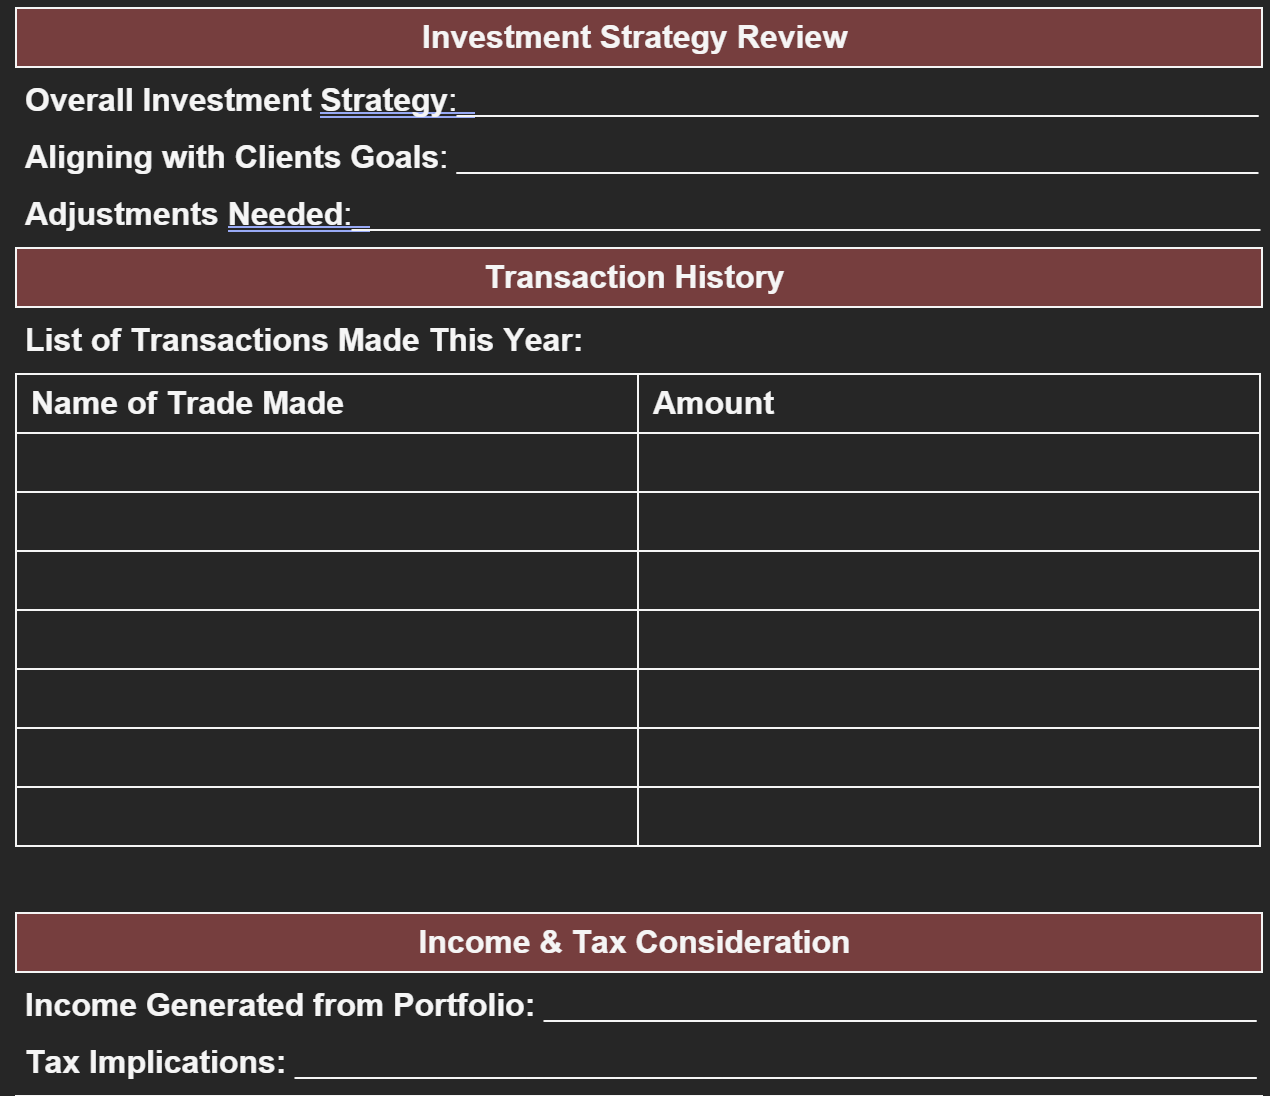 Investment Strategy Review
Overall Investment Strategy:_
Aligning with Clients Goals:
Adjustments Needed:_
Transaction History
List of Transactions Made This Year:
Name of Trade Made
Amount
Income & Tax Consideration
Income Generated from Portfolio:
Tax Implications: